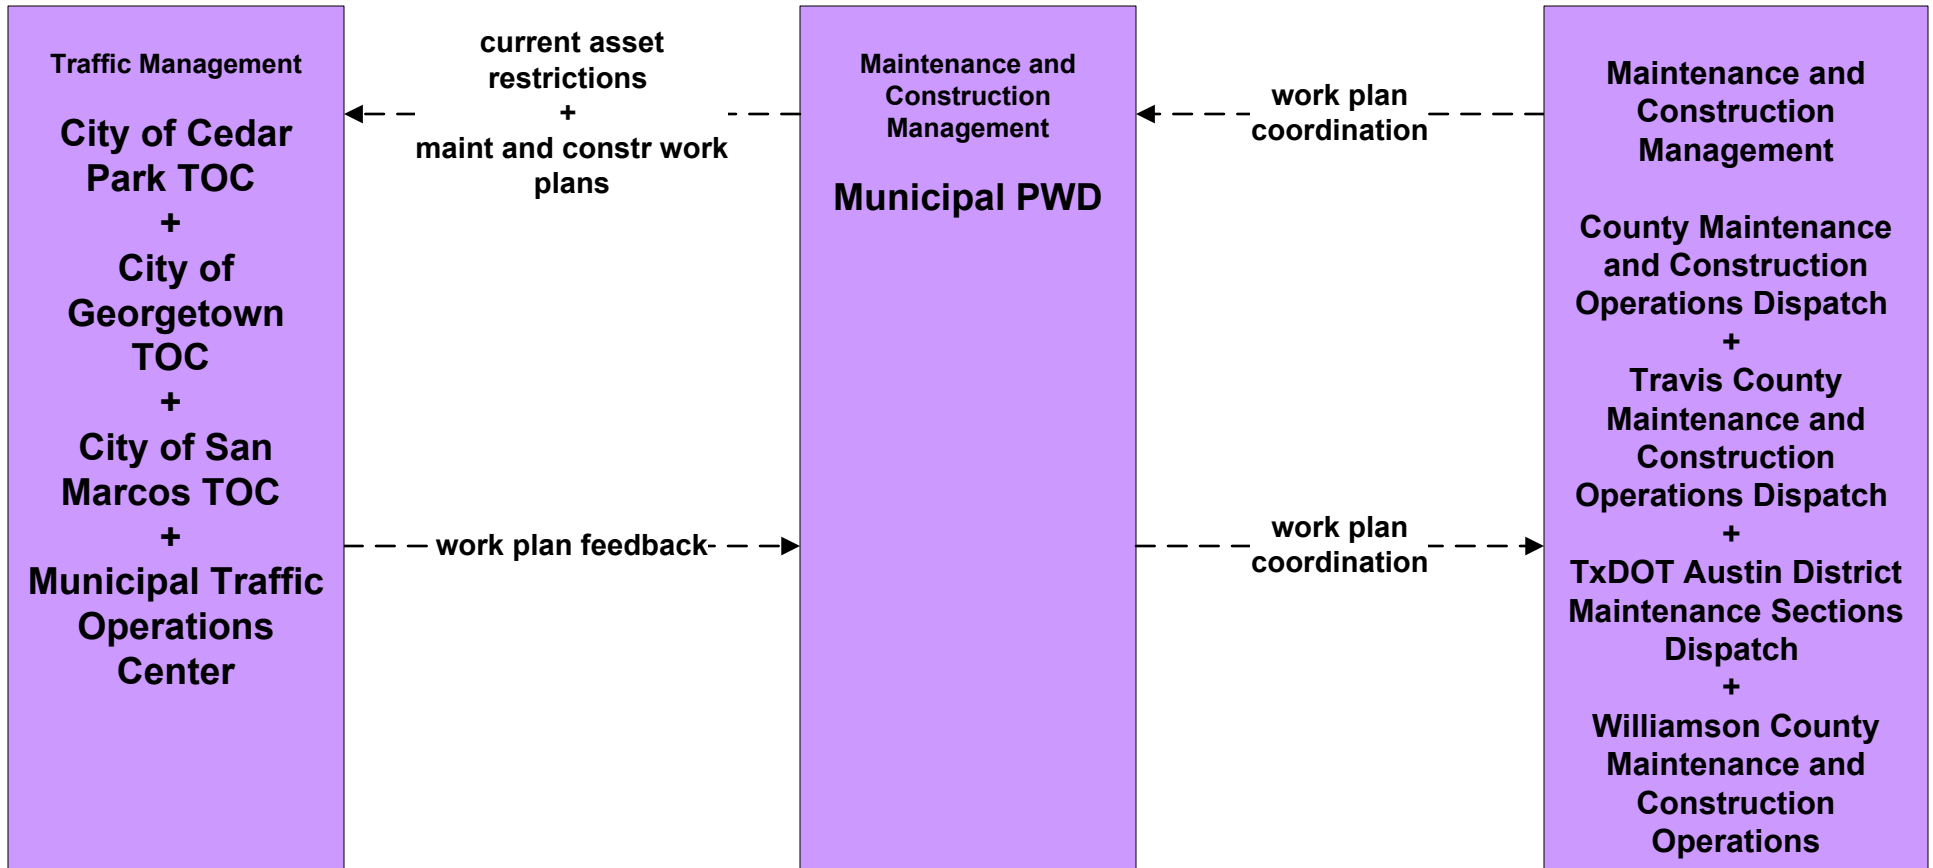 Traffic Management
City of Cedar
Park TOC
+
City of
Georgetown
TOC
+
City of San
Marcos TOC
+
Municipal Traffic
Operations
Center
current asset
restrictions
+
maint and constr work
plans
work plan feedback
Maintenance and
Construction
Management
Municipal PWD
work plan
coordination
work plan
coordination
Maintenance and
Construction
Management
County Maintenance
and Construction
Operations Dispatch
+
Travis County
Maintenance and
Construction
Operations Dispatch
+
TxDOT Austin District
Maintenance Sections
Dispatch
+
Williamson County
Maintenance and
Construction
Operations